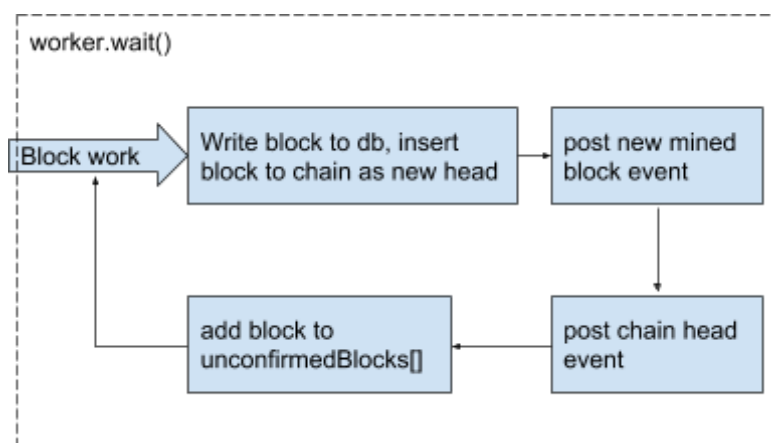 worker.wait()
Block work
Write block to db, insert
block to chain as new head
post new mined
block event
post chain head
event
add block to
unconfirmedBlocks[]